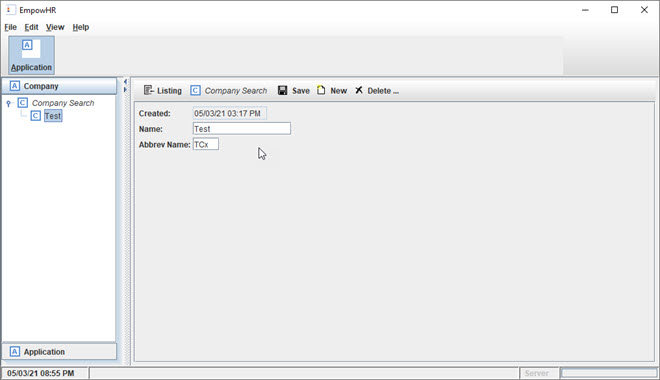 EmpowHR
File Edit View Help
Application
Company
Company Search
Test
Listing Company Search Save New Delete ...
Created: 05/03/21 03:17 PM
Name: Test
Abbrev Name: TCx
Application
05/03/21 08:55 PM Server